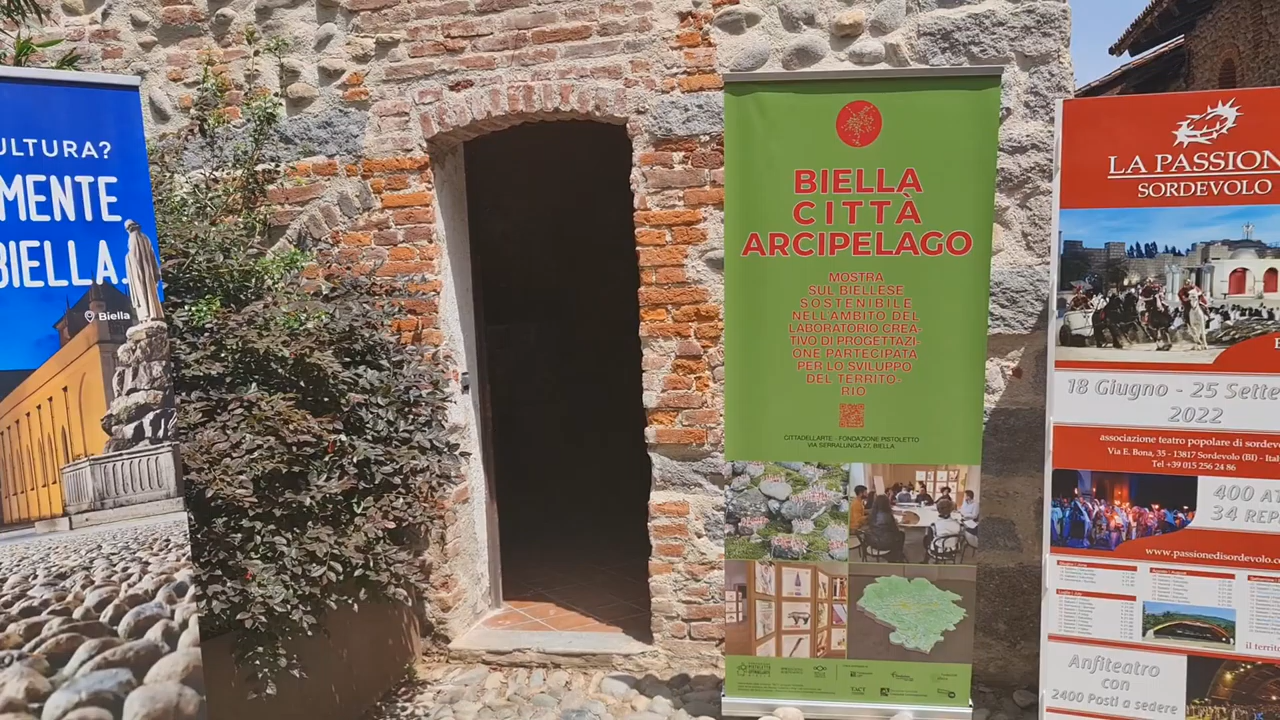 ULTURA?
MENTE
BIELLA.
Biella
BIELLA
CITTÀ
ARCIPELAGO
MOSTRA
SUL BIELLESE
SOSTENIBILE
NELL'AMBITO DEL
LABORATORIO CREA-
TIVO DI PROGETTAZI-
ONE PARTECIPATA
PER LO SVILUPPO
DEL TERRITO-
RIO
CITTADELLARTE - FONDAZIONE PISTOLETTO
VIA SERRALUNGA 27, BIELLA
LA PASSION
SORDEVOLO
18 Giugno - 25 Sette
2022
associazione teatro popolare di sordevo
Via E. Bona, 35 - 13817 Sordevolo (BI) - Ital
Tel +39 015 256 24 86
400 AT
34 REP
www.passionedisordevolo.co
il territo
Anfiteatro
con
2400 Posti a sedere